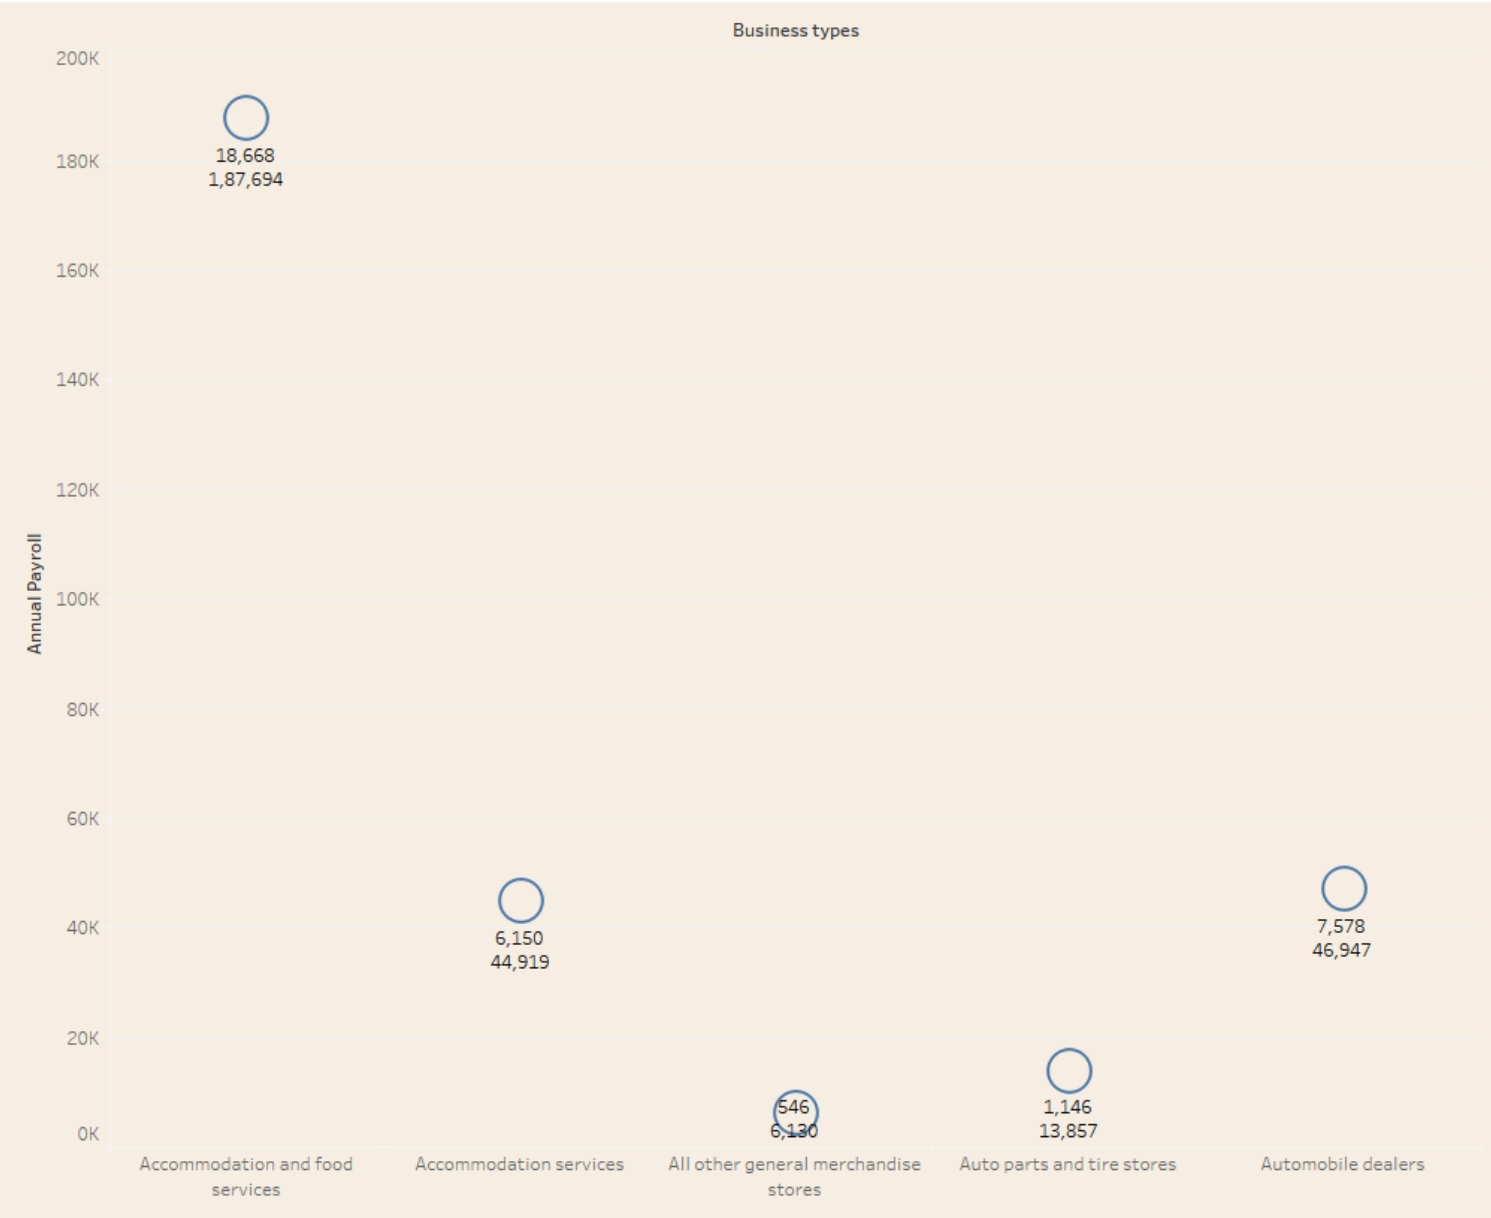 Business types
200K
180K
160K
140K
120K
100K
80K
60K
40K
20K
0K
Annual Payroll
18,668
1,87,694
6,150
44,919
546
6,130
1,146
13,857
7,578
46,947
Accommodation and food
services
Accommodation services
All other general merchandise
stores
Auto parts and tire stores
Automobile dealers